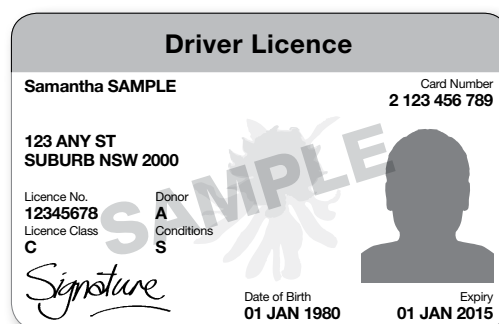 Driver Licence
Samantha SAMPLE
Card Number
2 123 456 789
123 ANY ST
SUBURB NSW 2000
SAMPLE
Licence No. Donor
12345678 A
Licence Class Conditions
C S
Signature
Date of Birth Expiry
01 JAN 1980 01 JAN 2015